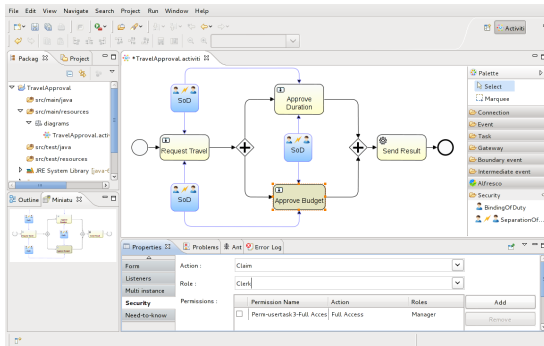 File Edit View Navigate Search Project Run Window Help
Activiti
Packag Project
TravelApproval
src/main/java
src/main/resources
diagrams
TravelApproval.acti
src/test/java
src/test/resources
JRE System Library [java-6
Outline Miniatu
*TravelApproval.activiti
SoD
Approve Duration
Request Travel
SoD
Send Result
SoD
Approve Budget
Palette
Select
Marquee
Connection
Event
Task
Gateway
Boundary event
Intermediate event
Alfresco
Security
BindingOfDuty
SeparationOf...
Properties Problems Ant Error Log
Form
Listeners
Multi instance
Security
Need-to-know
Action : Claim
Role : Clerk
Permissions :
Permission Name Action Roles
Perm-usertask3-Full Acces Full Access Manager
Add
Remove